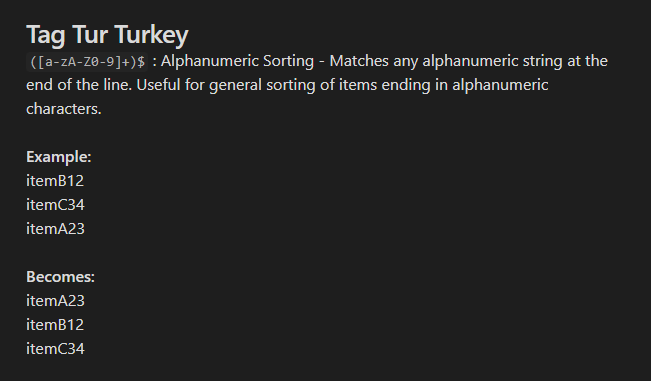 Tag Tur Turkey
([a-zA-Z0-9]+)$ : Alphanumeric Sorting - Matches any alphanumeric string at the
end of the line. Useful for general sorting of items ending in alphanumeric
characters.
Example:
itemB12
itemC34
itemA23
Becomes:
itemA23
itemB12
itemC34